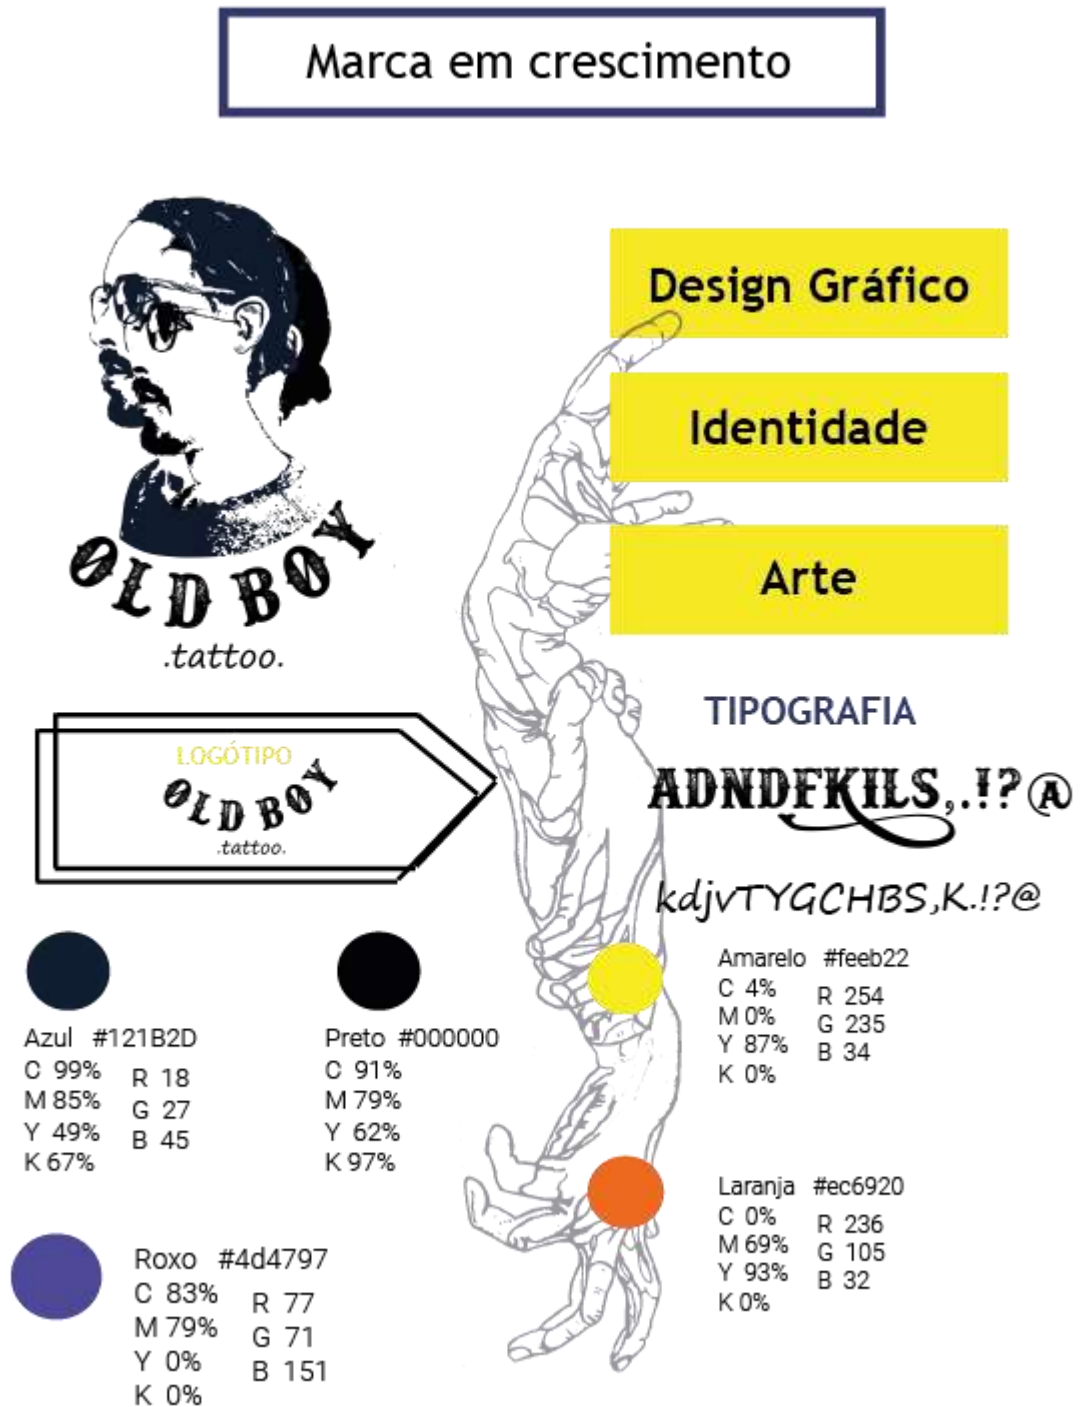 Marca em crescimento
Design Gráfico
Identidade
Arte
OLD BOY
.tattoo.
LOGÓTIPO
OLD BOY
.tattoo.
TIPOGRAFIA
ADNDFKILS,.!?@
kdjvTYGCHBS,K.!?@
Azul #121B2D
C 99%
M 85%
Y 49%
K 67%
R 18
G 27
B 45
Preto #000000
C 91%
M 79%
Y 62%
K 97%
Amarelo #feeb22
C 4%
M 0%
Y 87%
K 0%
R 254
G 235
B 34
Laranja #ec6920
C 0%
M 69%
Y 93%
K 0%
R 236
G 105
B 32
Roxo #4d4797
C 83%
M 79%
Y 0%
K 0%
R 77
G 71
B 151